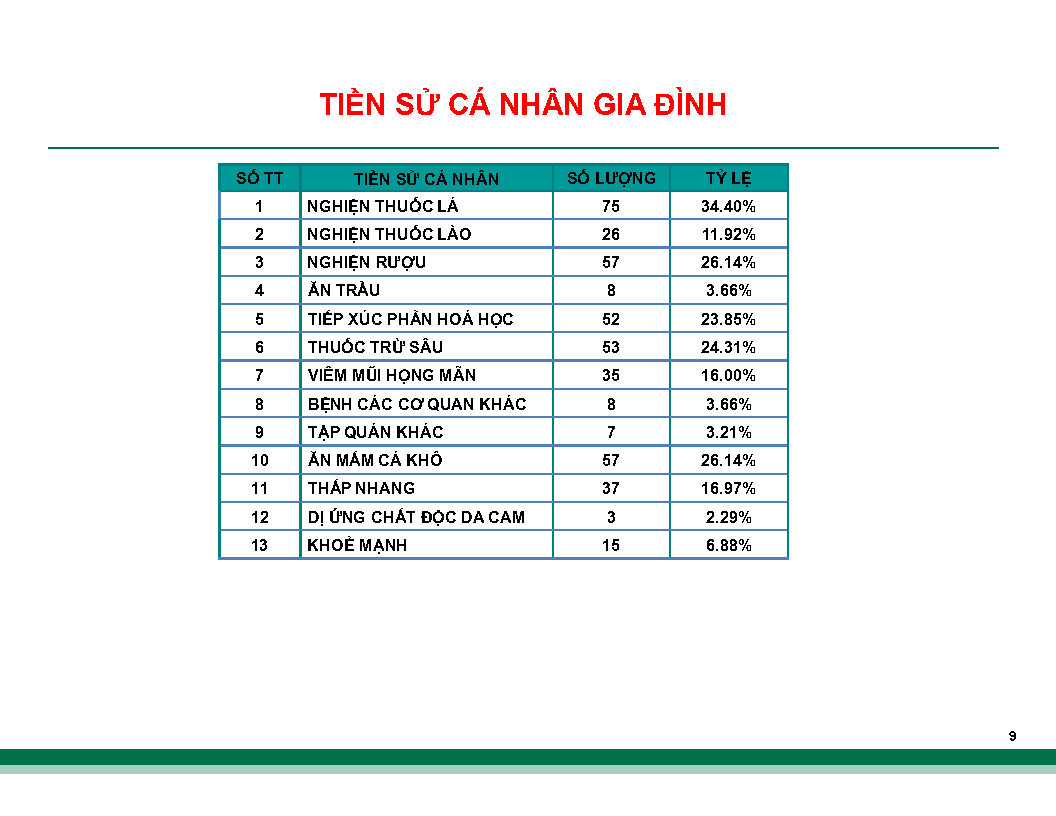 TIỀN SỬ CÁ NHÂN GIA ĐÌNH
SỐ TT TIỀN SỬ CÁ NHÂN SỐ LƯỢNG TỶ LỆ
1 NGHIỆN THUỐC LÁ 75 34.40%
2 NGHIỆN THUỐC LÀO 26 11.92%
3 NGHIỆN RƯỢU 57 26.14%
4 ĂN TRẦU 8 3.66%
5 TIẾP XÚC PHẦN HOÁ HỌC 52 23.85%
6 THUỐC TRỪ SÂU 53 24.31%
7 VIÊM MŨI HỌNG MÃN 35 16.00%
8 BỆNH CÁC CƠ QUAN KHÁC 8 3.66%
9 TẬP QUÁN KHÁC 7 3.21%
10 ĂN MẮM CÁ KHÔ 57 26.14%
11 THẮP NHANG 37 16.97%
12 DỊ ỨNG CHẤT ĐỘC DA CAM 3 2.29%
13 KHOẺ MẠNH 15 6.88%
9